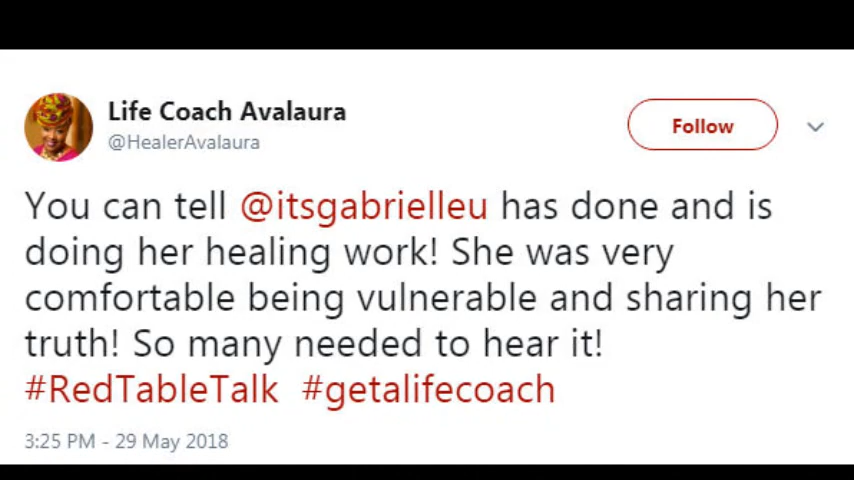 Life Coach Avalaura
@HealerAvalaura
Follow
You can tell @itsgabrielleu has done and is
doing her healing work! She was very
comfortable being vulnerable and sharing her
truth! So many needed to hear it!
#RedTableTalk #getalifecoach
3:25 PM - 29 May 2018